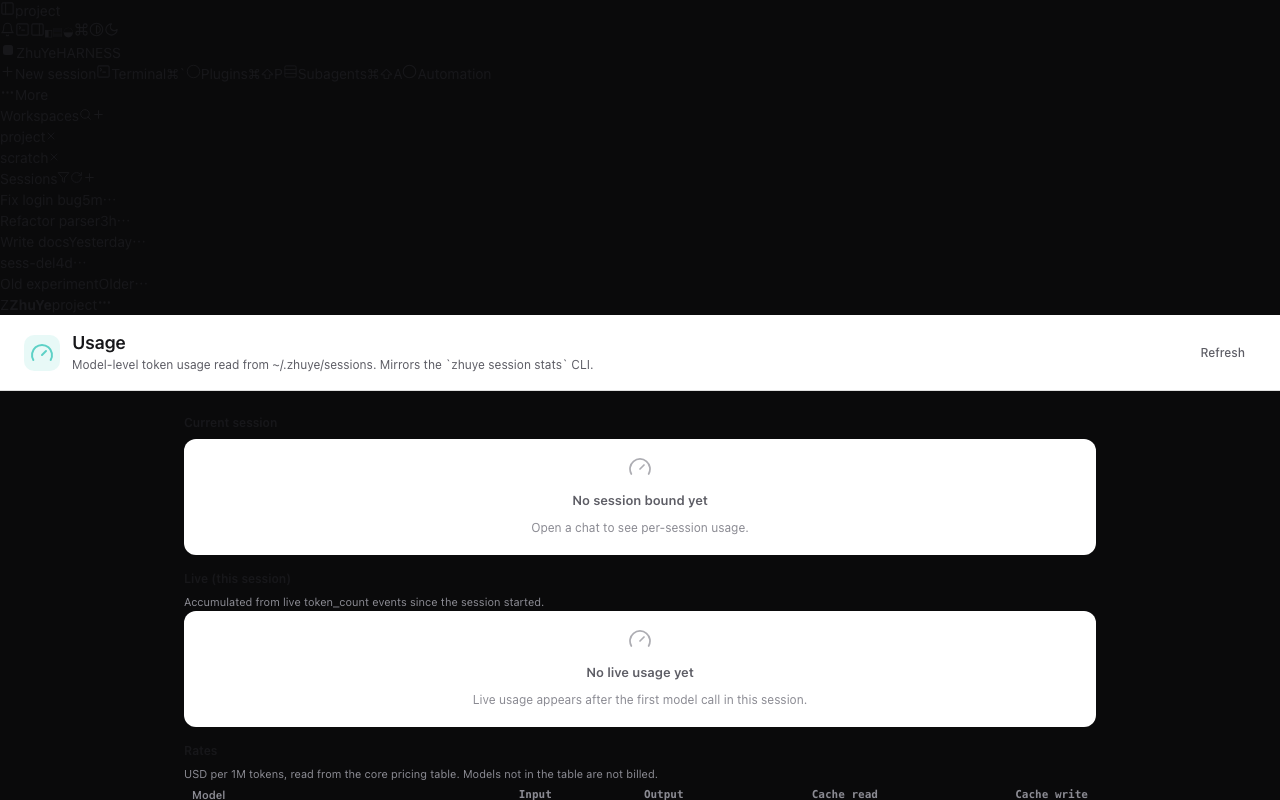 project
ZhuYeHARNESS
New sessionTerminal⌘`Plugins⌘⇧PSubagents⌘⇧AAutomation
···More
Workspaces
project×
scratch×
Sessions
Fix login bug5m···
Refactor parser3h···
Write docsYesterday···
sess-del4d···
Old experimentOlder···
ZZhuYeproject···
Usage
Model-level token usage read from ~/.zhuye/sessions. Mirrors the `zhuye session stats` CLI.
Refresh
Current session
No session bound yet
Open a chat to see per-session usage.
Live (this session)
Accumulated from live token_count events since the session started.
No live usage yet
Live usage appears after the first model call in this session.
Rates
USD per 1M tokens, read from the core pricing table. Models not in the table are not billed.
Model Input Output Cache read Cache write